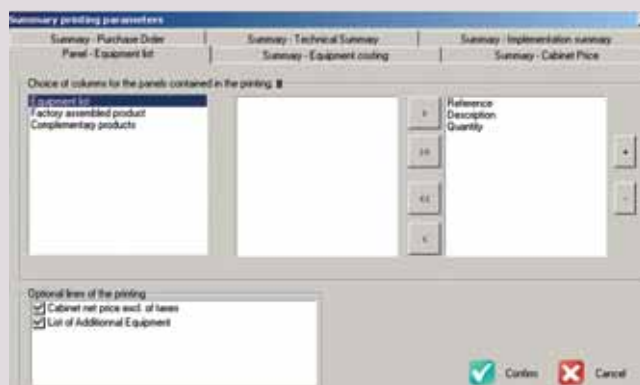 Summary printing parameters
Summary - Purchase Order
Summary - Technical Summary
Summary - Implementation summary
Panel - Equipment list
Summary - Equipment costing
Summary - Cabinet Price
Choice of columns for the panels contained in the printing:
Equipment list
Factory assembled product
Complementary products
>
>>
<<
<
Reference
Description
Quantity
+
-
Optional lines of the printing
Cabinet net price excl. of taxes
List of Additionnal Equipment
Confirm
Cancel